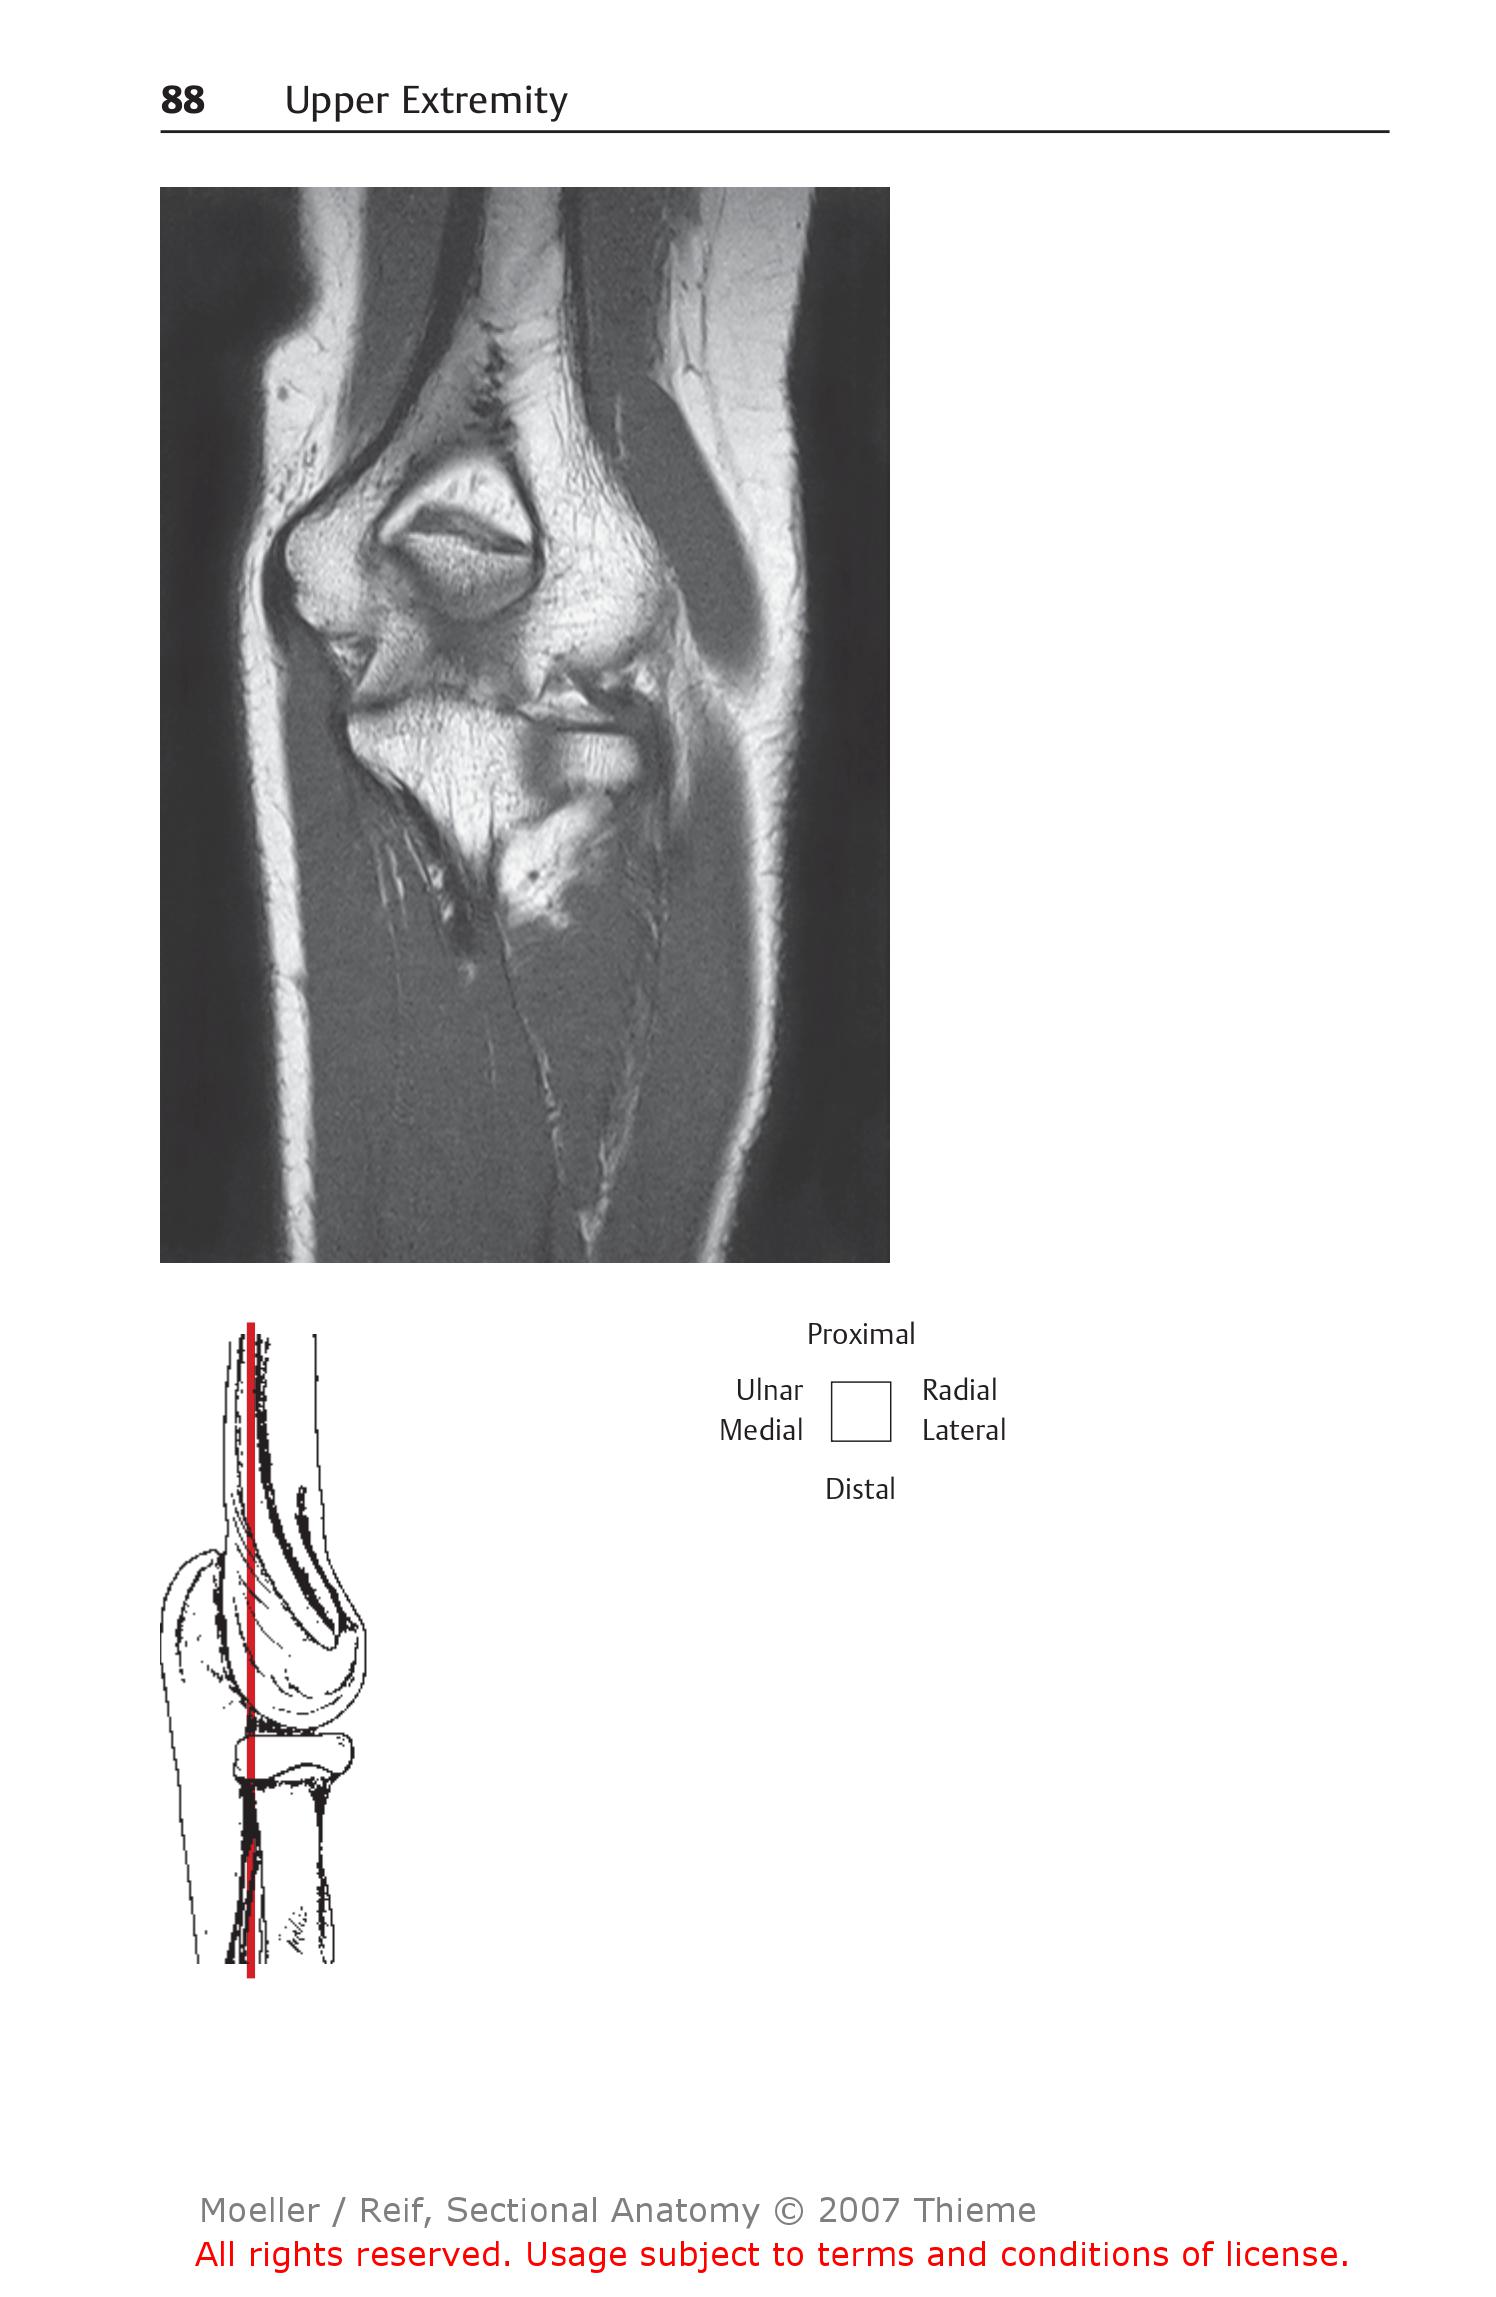 88 Upper Extremity
Proximal
Ulnar Radial
Medial Lateral
Distal
Moeller / Reif, Sectional Anatomy © 2007 Thieme
All rights reserved. Usage subject to terms and conditions of license.